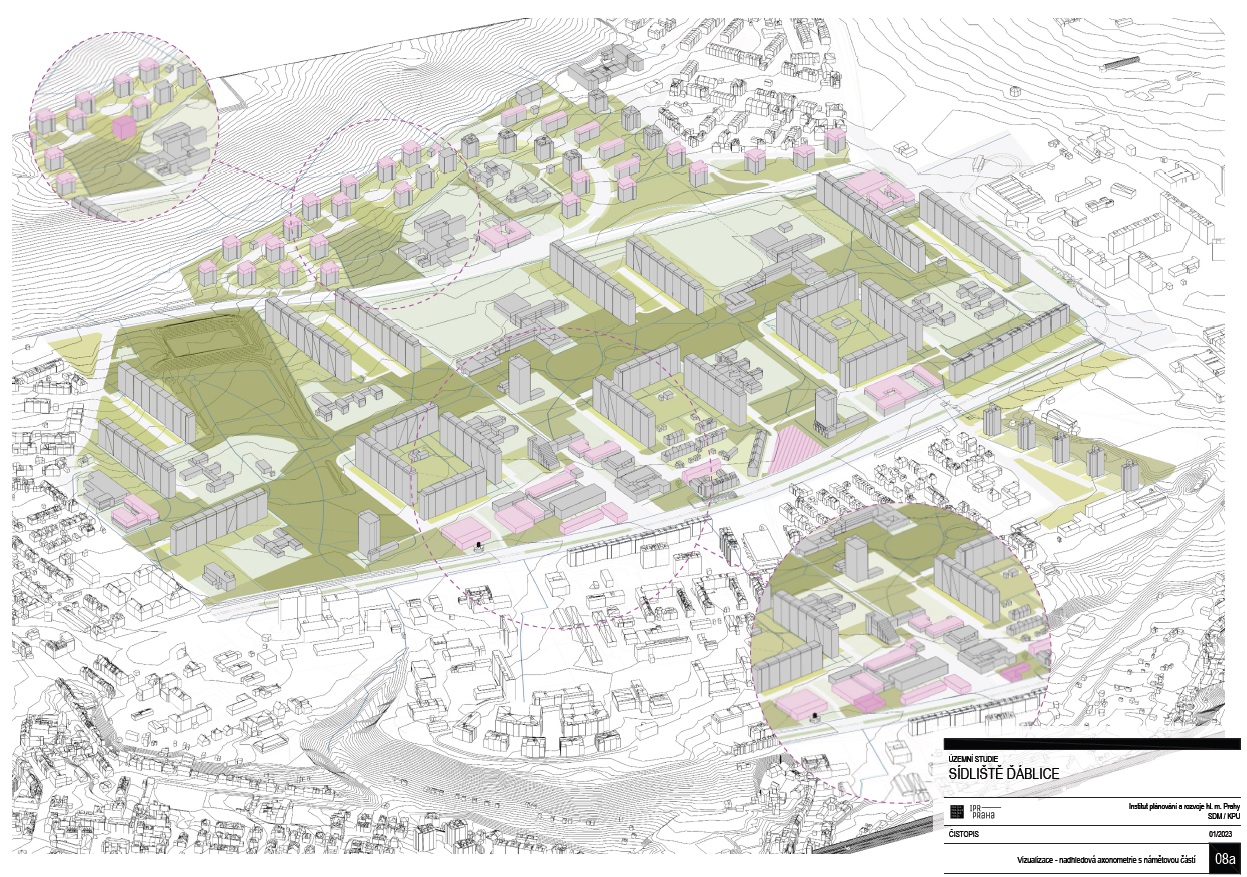 ÚZEMNÍ STUDIE
SÍDLIŠTĚ ĎÁBLICE
IPR
PRAHA
Institut plánování a rozvoje hl. m. Prahy
SDM / KPU
ČISTOPIS
01/2023
Vizualizace - nadhledová axonometrie s námětovou částí
08a